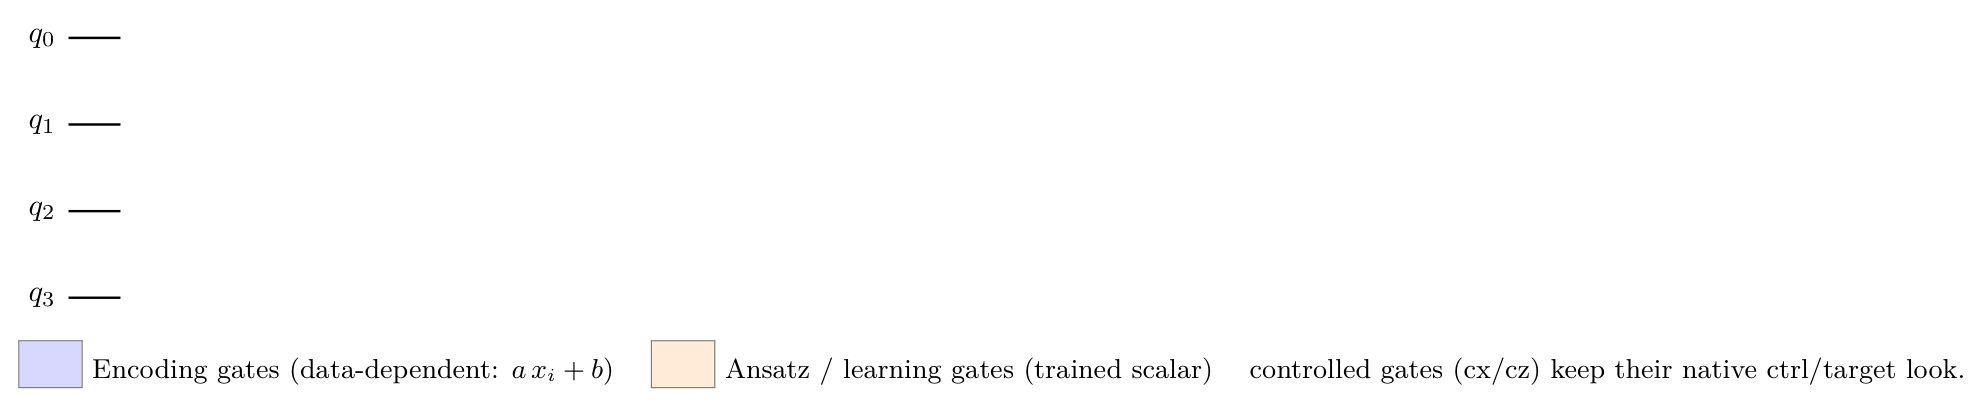 q₀
q₁
q₂
q₃
Encoding gates (data-dependent: a xᵢ + b) Ansatz / learning gates (trained scalar) controlled gates (cx/cz) keep their native ctrl/target look.